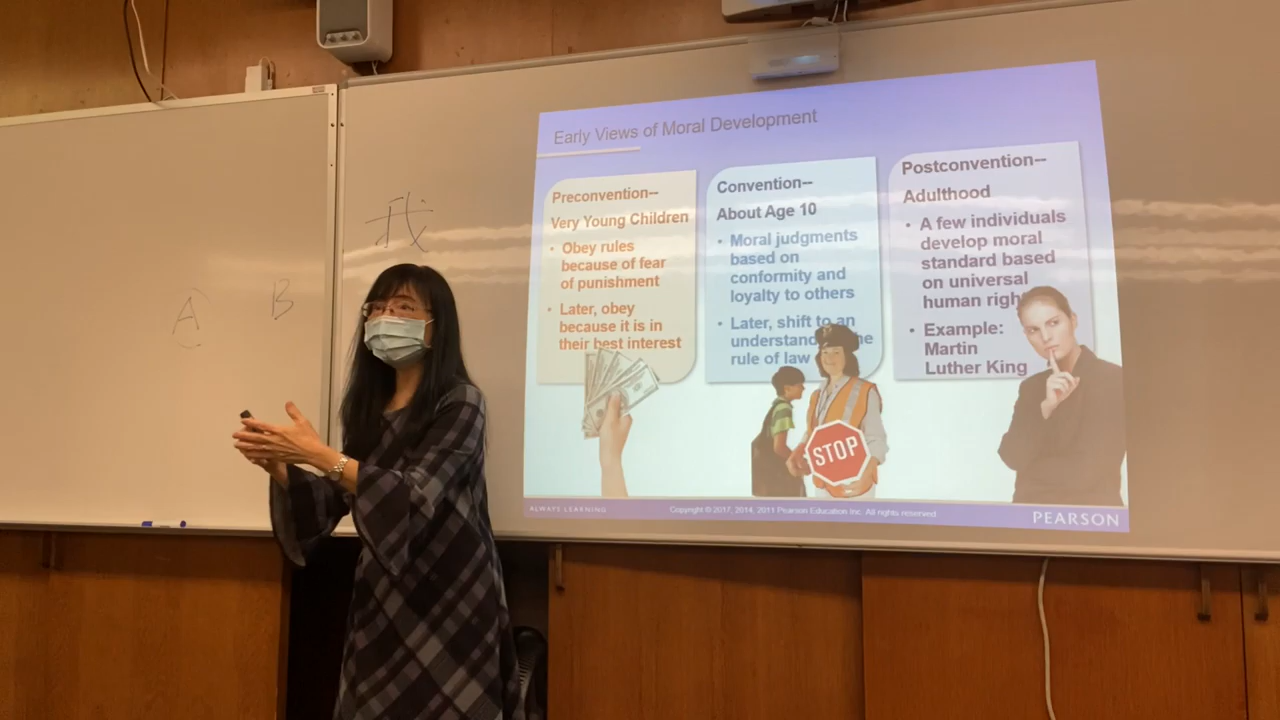 我
A
B
Early Views of Moral Development
Preconvention--
Very Young Children
• Obey rules
because of fear
of punishment
• Later, obey
because it is in
their best interest
Convention--
About Age 10
• Moral judgments
based on
conformity and
loyalty to others
• Later, shift to an
rule of law
Postconvention--
Adulthood
• A few individuals
develop moral
standard based
on universal
human
• Example:
Martin
Luther King
STOP
ALWAYS LEARNING
Copyright © 2017, 2014, 2011 Pearson Education Inc. All rights reserved.
PEARSON